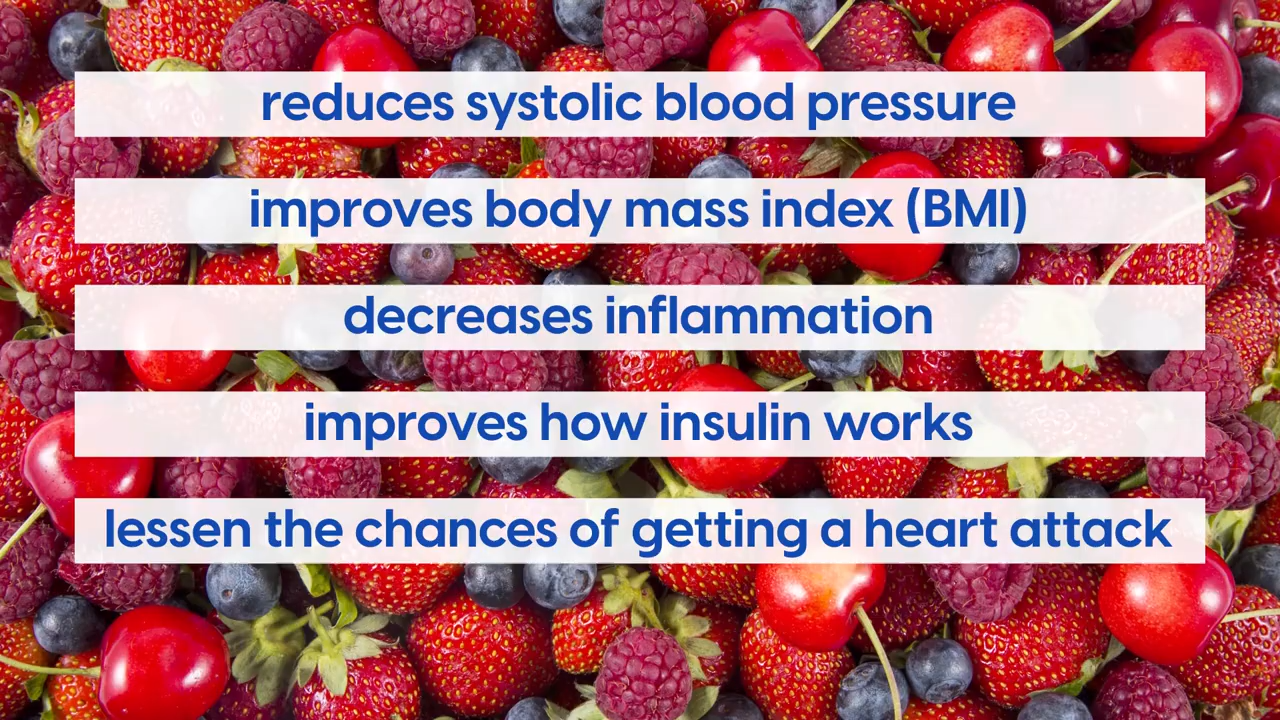 reduces systolic blood pressure
improves body mass index (BMI)
decreases inflammation
improves how insulin works
lessen the chances of getting a heart attack